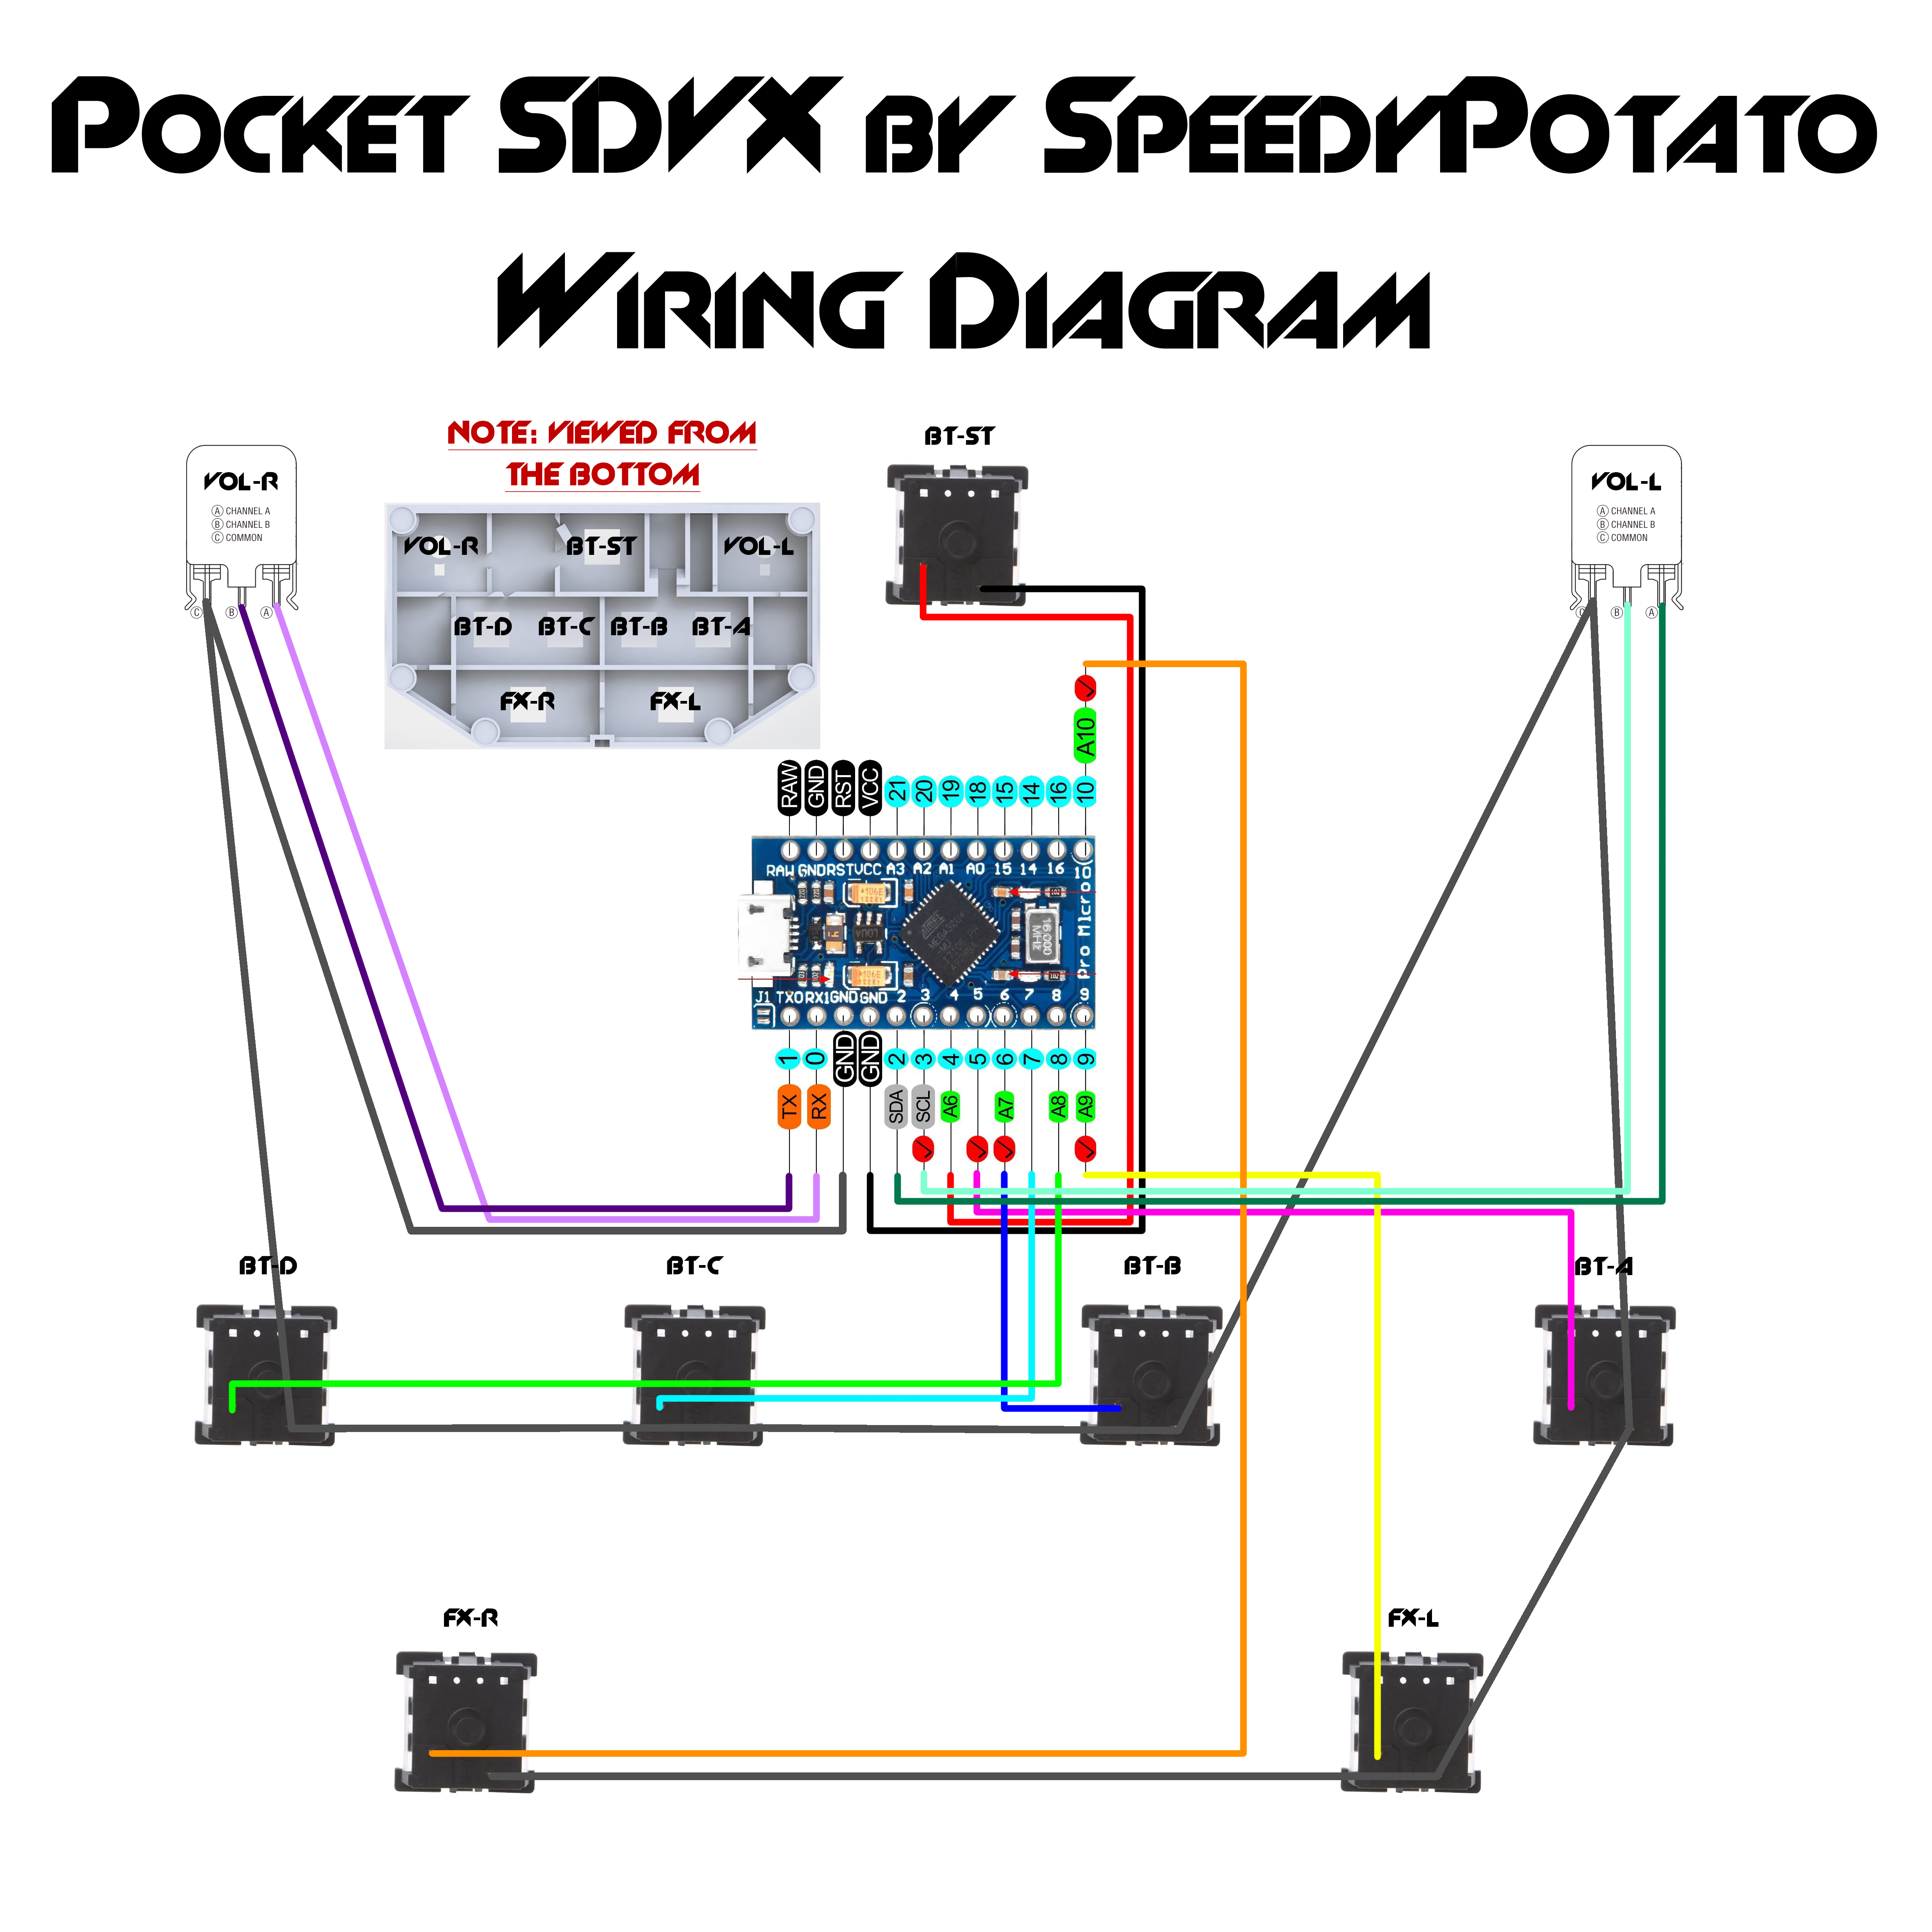 Pocket SDVX by SpeedyPotato
Wiring Diagram
NOTE: VIEWED FROM
THE BOTTOM
BT-ST
VOL-R
Ⓐ CHANNEL A
Ⓑ CHANNEL B
Ⓒ COMMON
C B A
VOL-L
Ⓐ CHANNEL A
Ⓑ CHANNEL B
Ⓒ COMMON
C B A
VOL-R BT-ST VOL-L
BT-D BT-C BT-B BT-A
FX-R FX-L
A10
RAW GND RST VCC 21 20 19 18 15 14 16 10
RAW GND RST VCC A3 A2 A1 A0 15 14 16 10
Pro Micro
16.000
MHz
J1 TX0 RX1 GND GND 2 3 4 5 6 7 8 9
1 0 GND GND 2 3 4 5 6 7 8 9
TX RX SDA SCL A6 A7 A8 A9
BT-D BT-C BT-B BT-A
FX-R FX-L